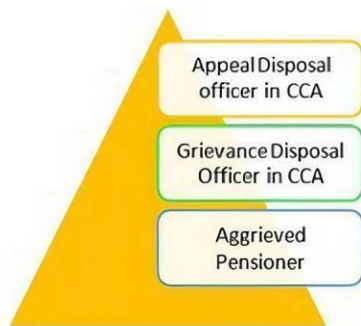 Appeal Disposal
officer in CCA
Grievance Disposal
Officer in CCA
Aggrieved
Pensioner